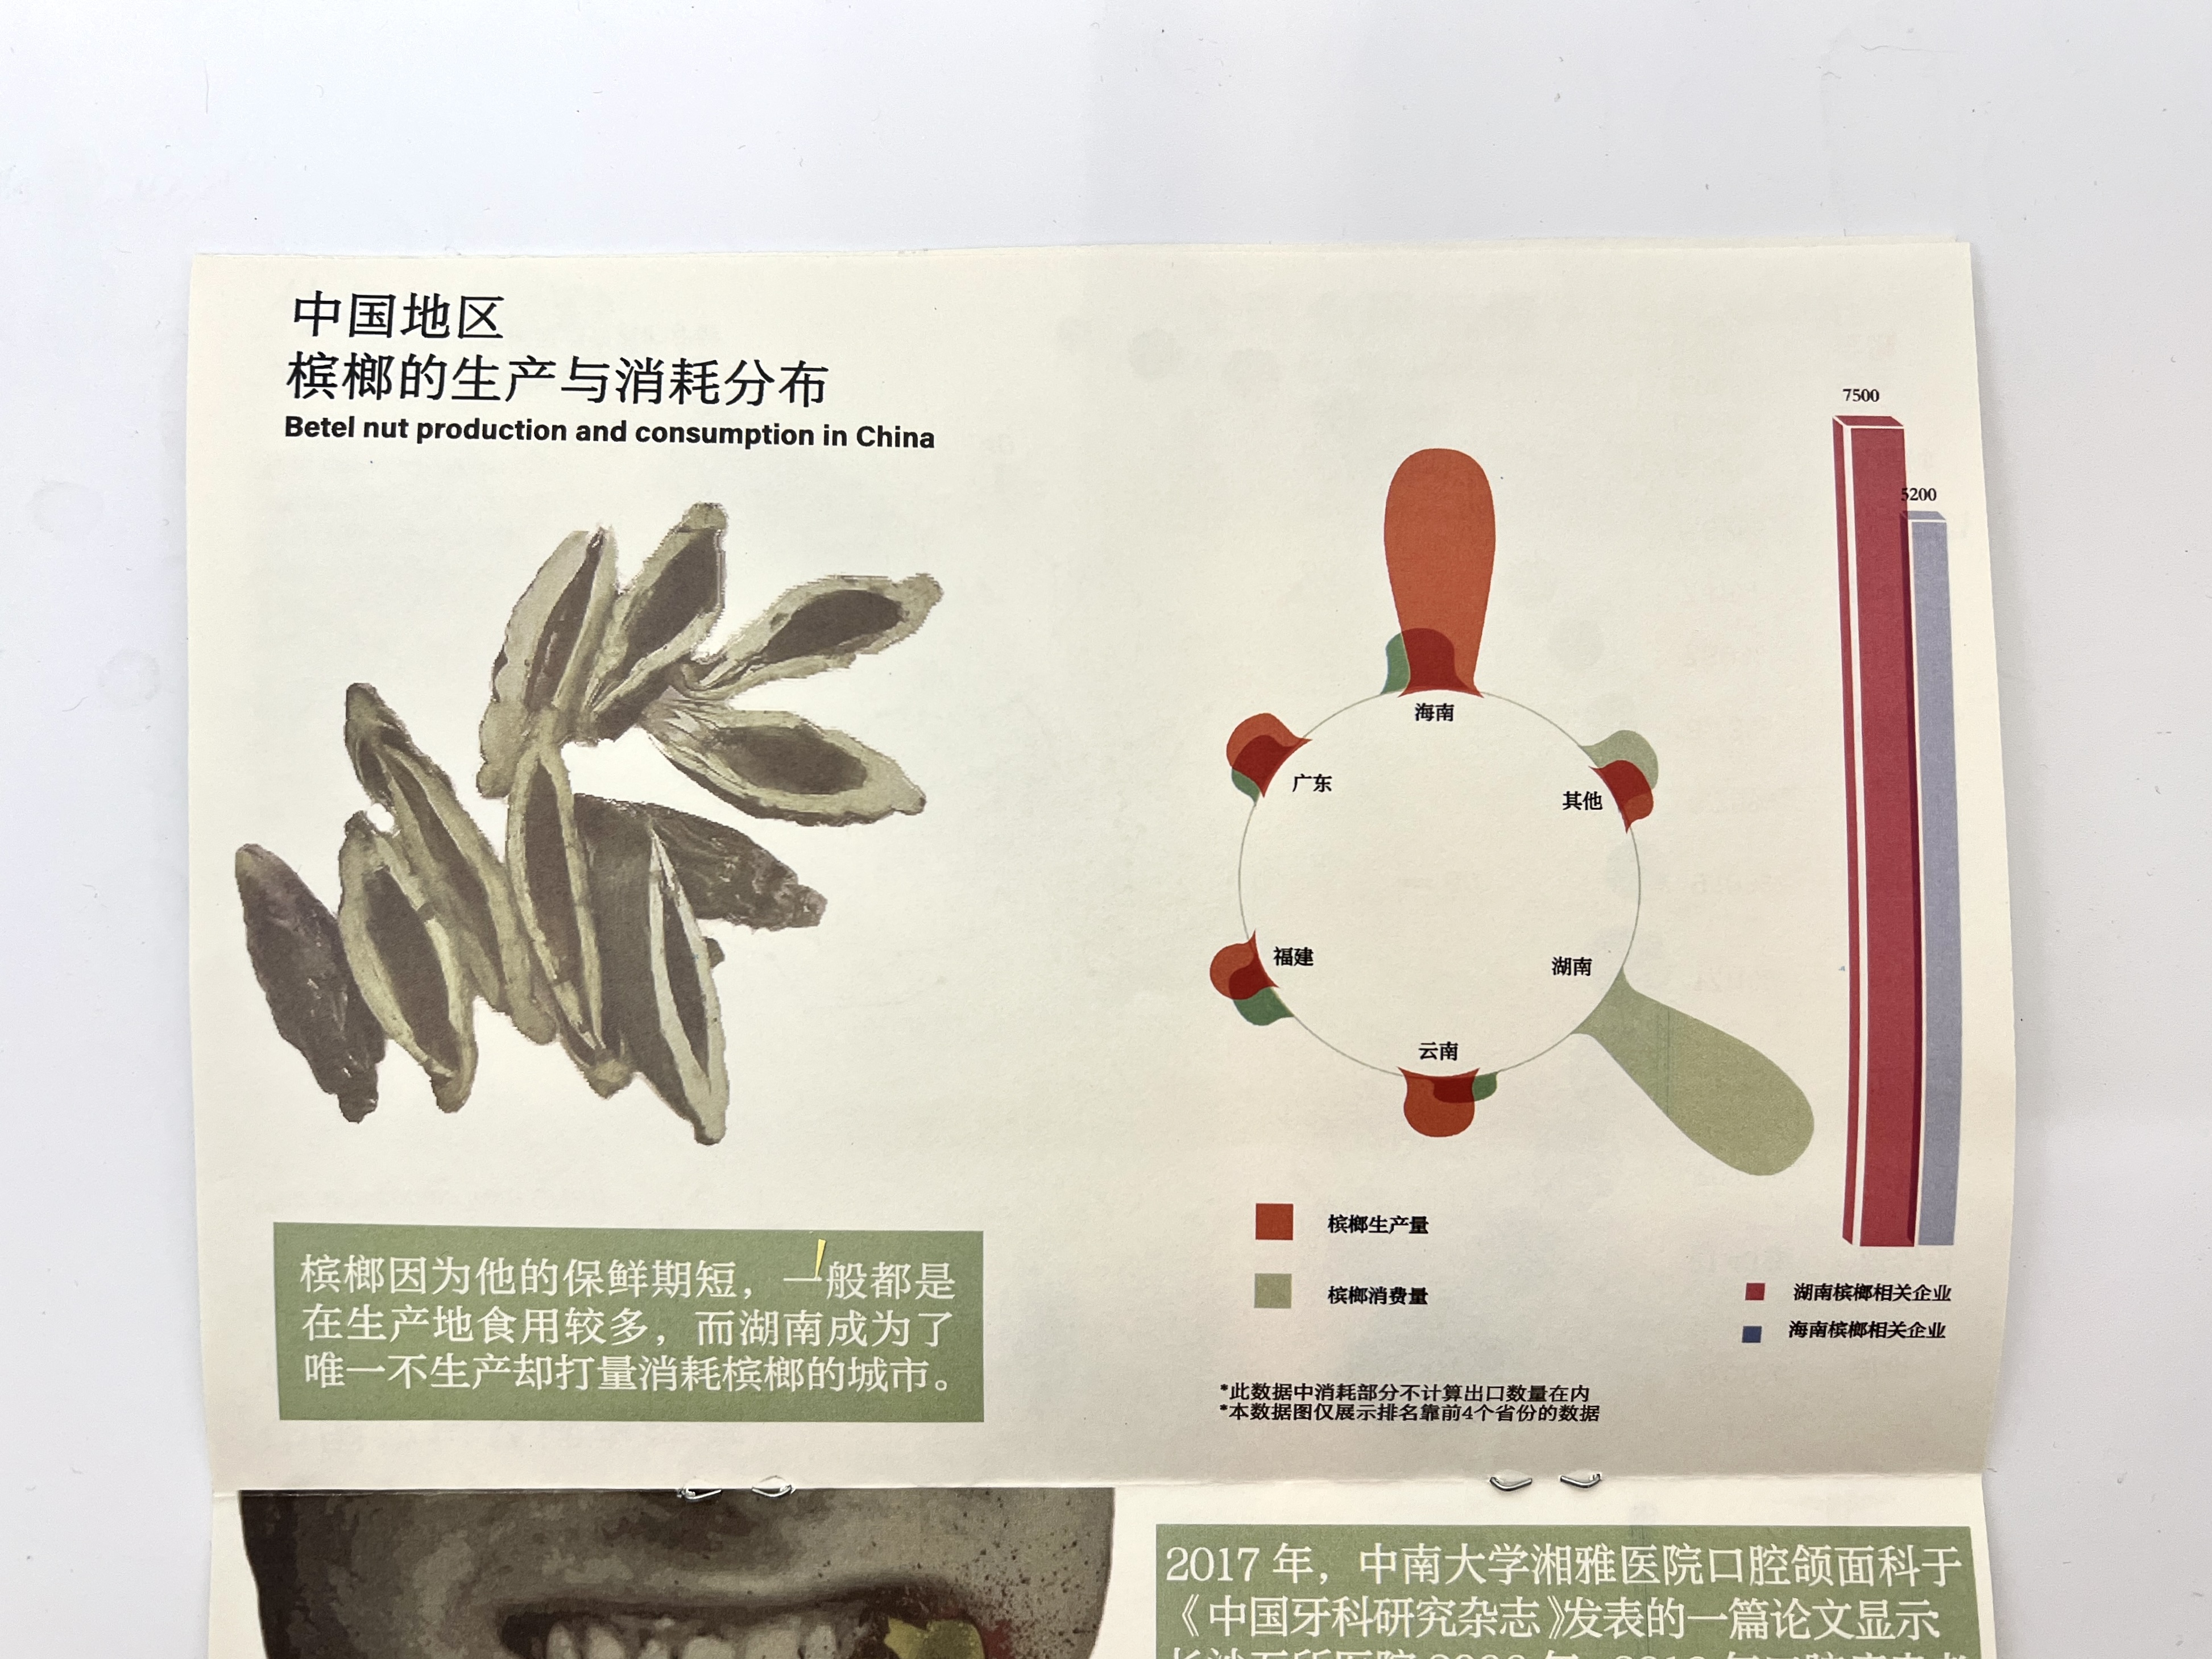 中国地区
槟榔的生产与消耗分布
Betel nut production and consumption in China
7500
5200
海南
广东
其他
福建
湖南
云南
槟榔生产量
槟榔消费量
湖南槟榔相关企业
海南槟榔相关企业
*此数据中消耗部分不计算出口数量在内
*本数据图仅展示排名靠前4个省份的数据
槟榔因为他的保鲜期短，一般都是
在生产地食用较多，而湖南成为了
唯一不生产却打量消耗槟榔的城市。
2017 年，中南大学湘雅医院口腔颌面科于
《中国牙科研究杂志》发表的一篇论文显示